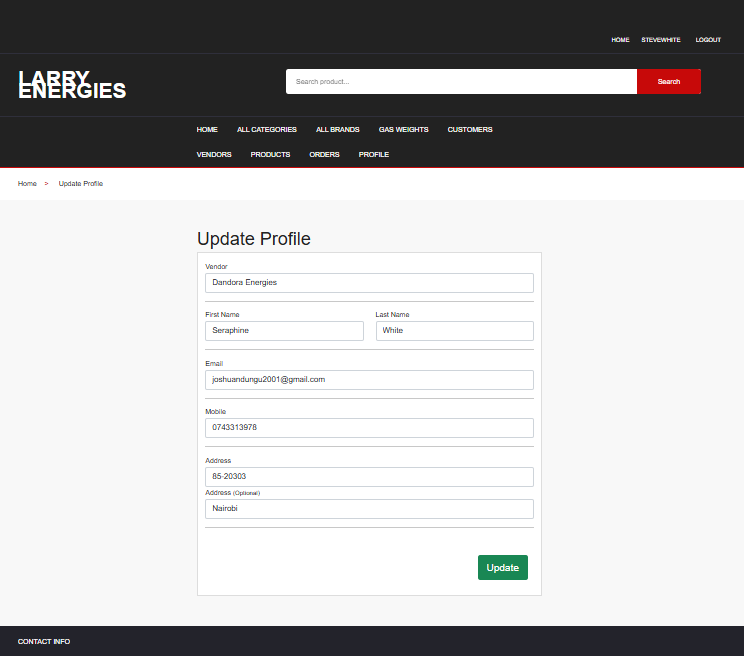 HOME STEVEWHITE LOGOUT
LARRY
ENERGIES
Search product...
Search
HOME ALL CATEGORIES ALL BRANDS GAS WEIGHTS CUSTOMERS
VENDORS PRODUCTS ORDERS PROFILE
Home > Update Profile
Update Profile
Vendor
Dandora Energies
First Name Last Name
Seraphine White
Email
joshuandungu2001@gmail.com
Mobile
0743313978
Address
85-20303
Address (Optional)
Nairobi
Update
CONTACT INFO